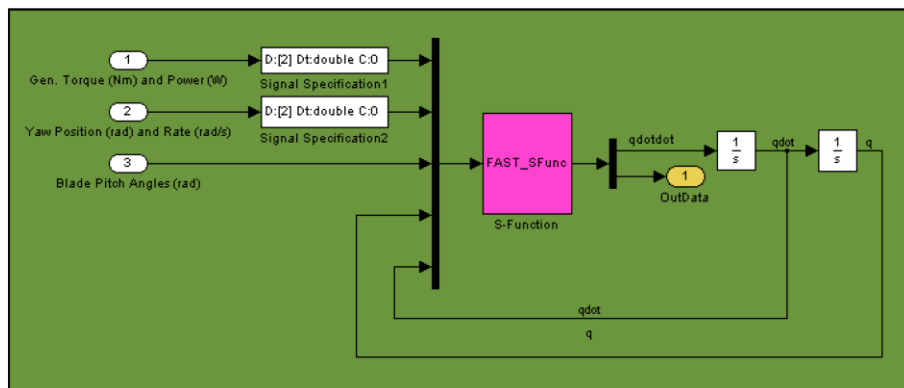 1
D:[2] Dt:double C:0
Gen. Torque (Nm) and Power (W)
Signal Specification1
2
D:[2] Dt:double C:0
Yaw Position (rad) and Rate (rad/s)
Signal Specification2
3
Blade Pitch Angles (rad)
FAST_SFunc
S-Function
qdotdot
1
s
qdot
1
s
q
1
OutData
qdot
q